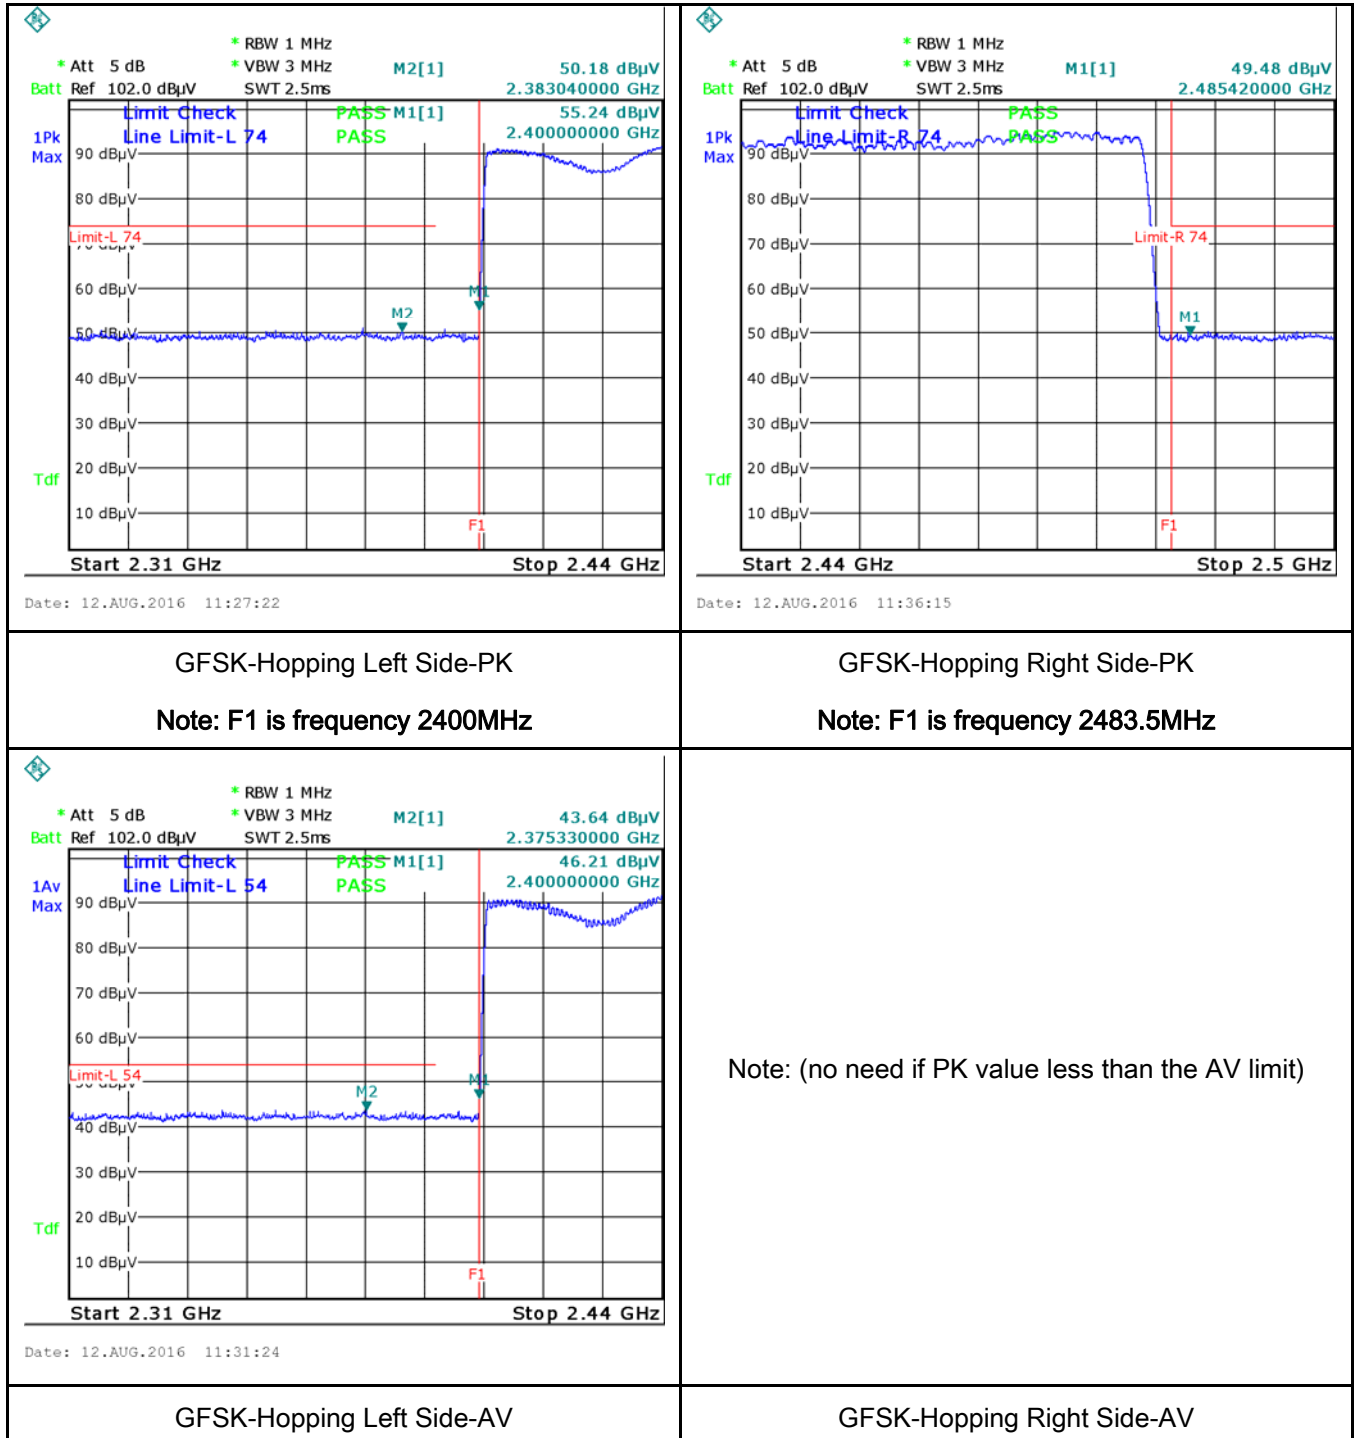 * RBW 1 MHz
* Att 5 dB * VBW 3 MHz M2[1] 50.18 dBµV
Batt Ref 102.0 dBµV SWT 2.5ms 2.383040000 GHz
Limit Check PASS M1[1] 55.24 dBµV
1Pk Line Limit-L 74 PASS 2.400000000 GHz
Max 90 dBµV
80 dBµV
Limit-L 74
70 dBµV
60 dBµV
M1
M2
50 dBµV
40 dBµV
30 dBµV
20 dBµV
Tdf
10 dBµV
F1
Start 2.31 GHz Stop 2.44 GHz
Date: 12.AUG.2016 11:27:22
* RBW 1 MHz
* Att 5 dB * VBW 3 MHz M1[1] 49.48 dBµV
Batt Ref 102.0 dBµV SWT 2.5ms 2.485420000 GHz
Limit Check PASS
1Pk Line Limit-R 74 PASS
Max 90 dBµV
80 dBµV
Limit-R 74
70 dBµV
60 dBµV
M1
50 dBµV
40 dBµV
30 dBµV
20 dBµV
Tdf
10 dBµV
F1
Start 2.44 GHz Stop 2.5 GHz
Date: 12.AUG.2016 11:36:15
GFSK-Hopping Left Side-PK
Note: F1 is frequency 2400MHz
GFSK-Hopping Right Side-PK
Note: F1 is frequency 2483.5MHz
* RBW 1 MHz
* Att 5 dB * VBW 3 MHz M2[1] 43.64 dBµV
Batt Ref 102.0 dBµV SWT 2.5ms 2.375330000 GHz
Limit Check PASS M1[1] 46.21 dBµV
1Av Line Limit-L 54 PASS 2.400000000 GHz
Max 90 dBµV
80 dBµV
70 dBµV
60 dBµV
Limit-L 54
50 dBµV
M1
M2
40 dBµV
30 dBµV
20 dBµV
Tdf
10 dBµV
F1
Start 2.31 GHz Stop 2.44 GHz
Date: 12.AUG.2016 11:31:24
Note: (no need if PK value less than the AV limit)
GFSK-Hopping Left Side-AV
GFSK-Hopping Right Side-AV